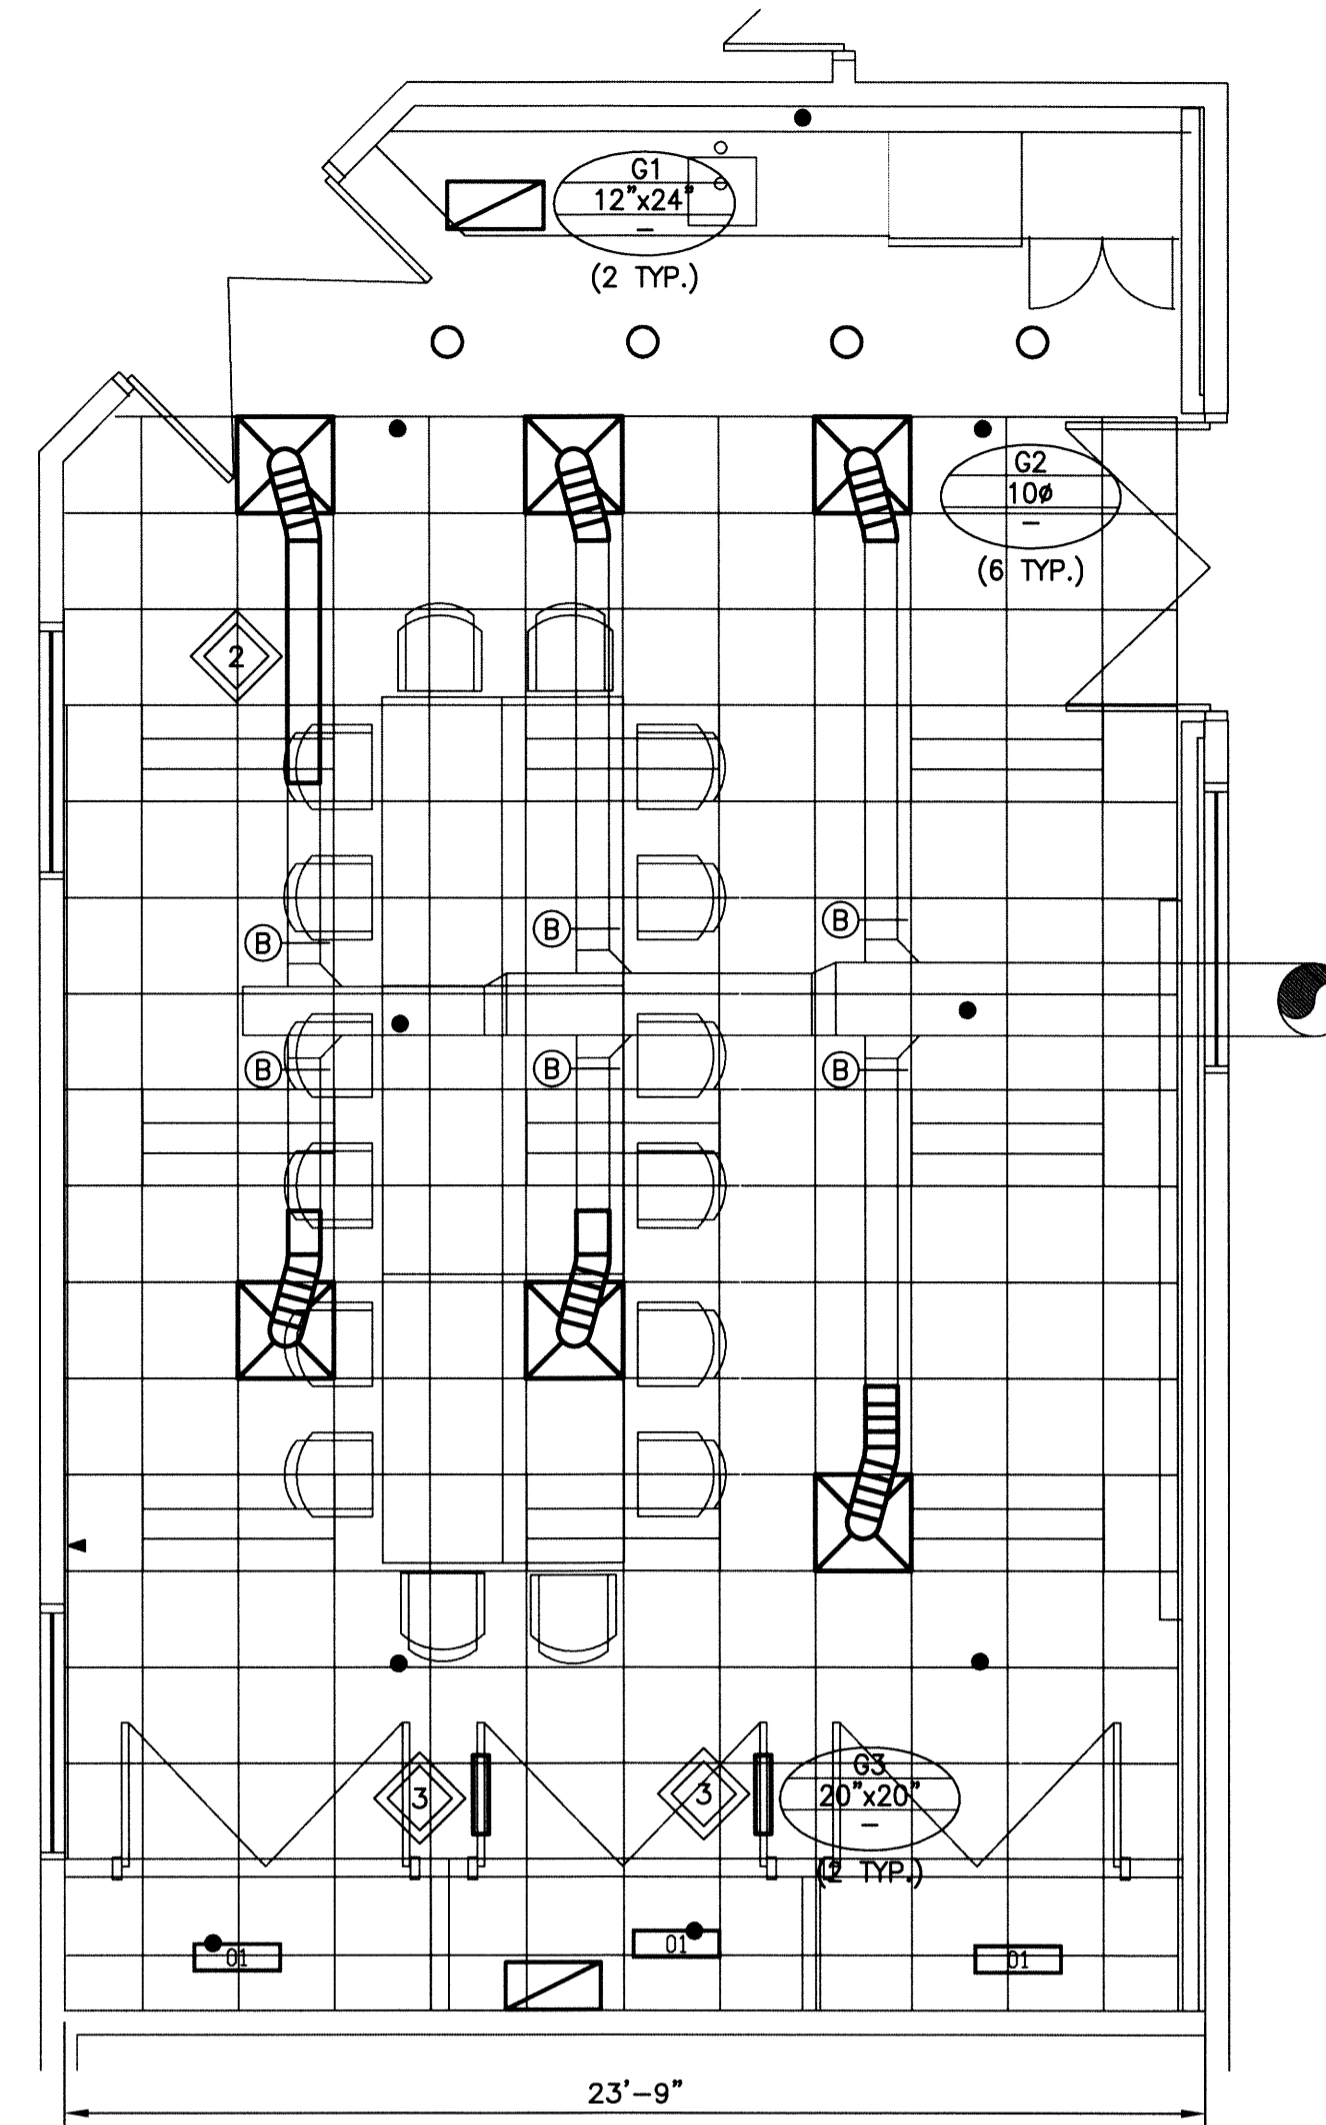 G1
12"x24"
–
(2 TYP.)
G2
10ø
–
(6 TYP.)
2
B
B
B
B
B
B
3
3
G3
20"x20"
–
(2 TYP.)
01
01
01
23'–9"